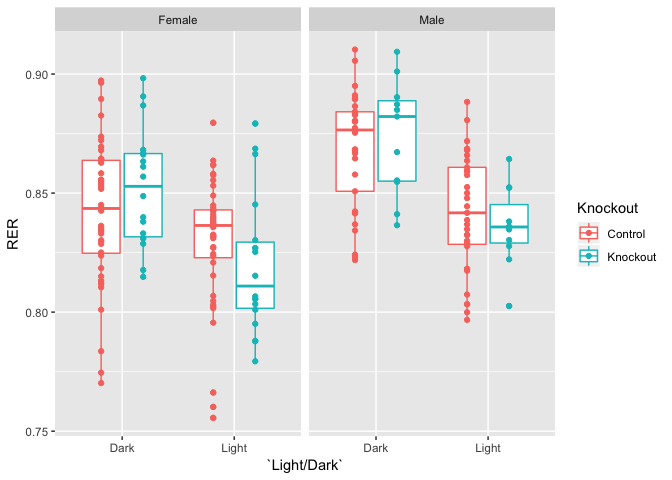 Female
Male
0.90
0.85
0.80
0.75
RER
Dark
Light
Dark
Light
`Light/Dark`
Knockout
Control
Knockout